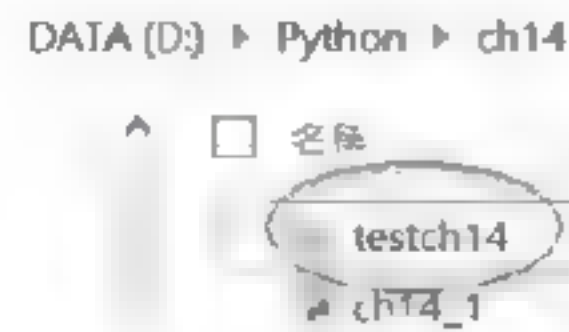 DATA (D:) ▸ Python ▸ ch14
名稱
testch14
ch14_1